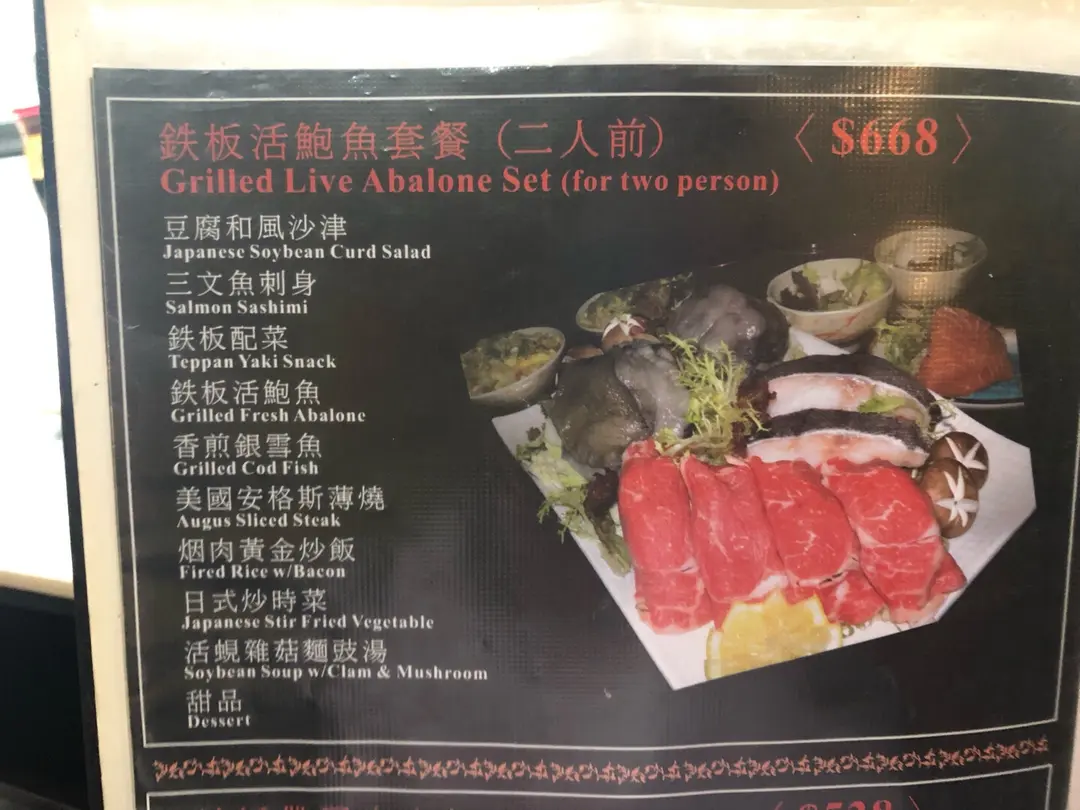 鉄板活鮑魚套餐（二人前） 〈 $668 〉
Grilled Live Abalone Set (for two person)
豆腐和風沙津
Japanese Soybean Curd Salad
三文魚刺身
Salmon Sashimi
鉄板配菜
Teppan Yaki Snack
鉄板活鮑魚
Grilled Fresh Abalone
香煎銀雪魚
Grilled Cod Fish
美國安格斯薄燒
Augus Sliced Steak
烟肉黃金炒飯
Fired Rice w/Bacon
日式炒時菜
Japanese Stir Fried Vegetable
活蜆雜菇麵豉湯
Soybean Soup w/Clam & Mushroom
甜品
Dessert